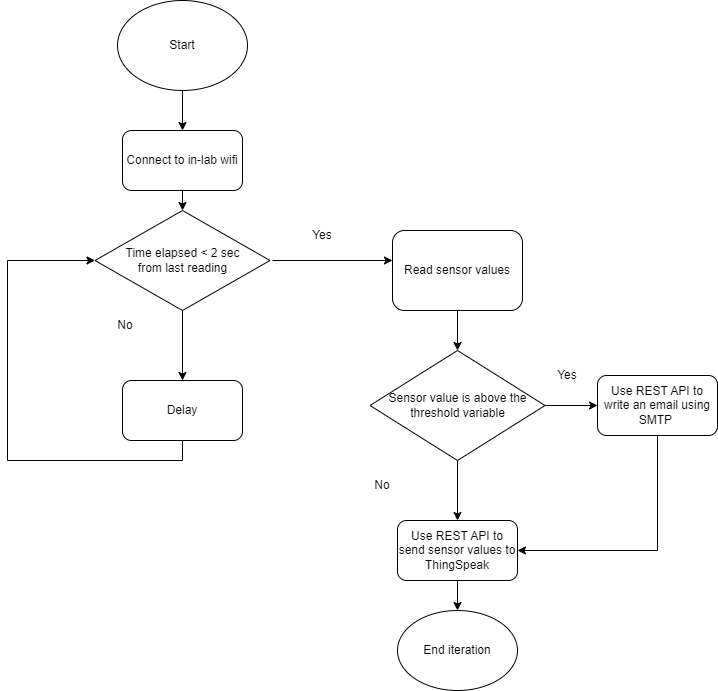 Start
Connect to in-lab wifi
Time elapsed < 2 sec
from last reading
Yes
Read sensor values
No
Delay
Sensor value is above the
threshold variable
Yes
Use REST API to
write an email using
SMTP
No
Use REST API to
send sensor values to
ThingSpeak
End iteration